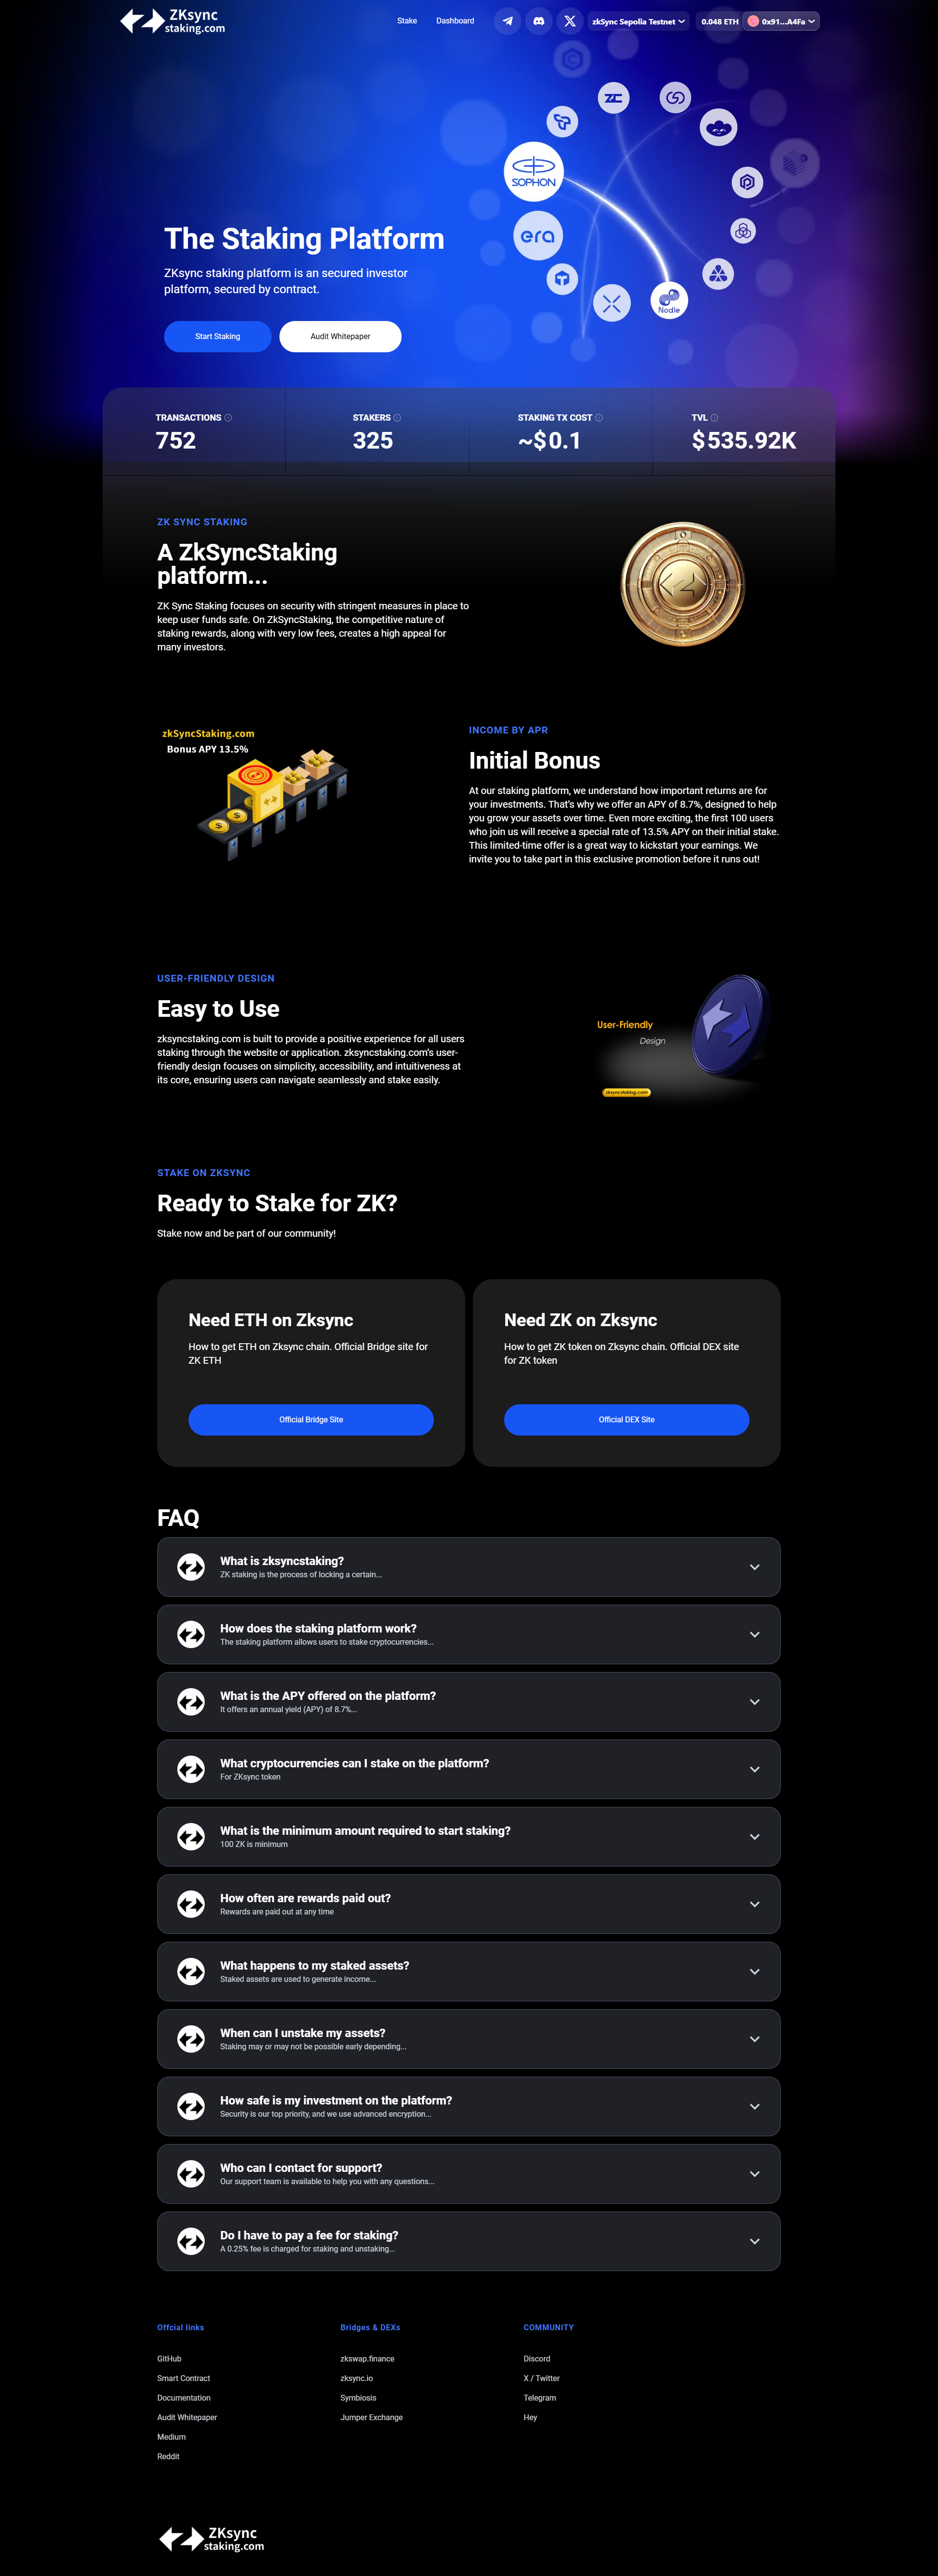 ZKsync
staking.com
Stake
Dashboard
zkSync Sepolia Testnet
0.048 ETH
0x91...A4Fa
SOPHON
era
Nodle
The Staking Platform
ZKsync staking platform is an secured investor
platform, secured by contract.
Start Staking
Audit Whitepaper
TRANSACTIONS
752
STAKERS
325
STAKING TX COST
~$0.1
TVL
$535.92K
ZK SYNC STAKING
A ZkSyncStaking
platform...
ZK Sync Staking focuses on security with stringent measures in place to
keep user funds safe. On ZkSyncStaking, the competitive nature of
staking rewards, along with very low fees, creates a high appeal for
many investors.
zkSyncStaking.com
Bonus APY 13.5%
INCOME BY APR
Initial Bonus
At our staking platform, we understand how important returns are for
your investments. That's why we offer an APY of 8.7%, designed to help
you grow your assets over time. Even more exciting, the first 100 users
who join us will receive a special rate of 13.5% APY on their initial stake.
This limited-time offer is a great way to kickstart your earnings. We
invite you to take part in this exclusive promotion before it runs out!
USER-FRIENDLY DESIGN
Easy to Use
zksyncstaking.com is built to provide a positive experience for all users
staking through the website or application. zksyncstaking.com's user-
friendly design focuses on simplicity, accessibility, and intuitiveness at
its core, ensuring users can navigate seamlessly and stake easily.
User-Friendly
Design
zksyncstaking.com
STAKE ON ZKSYNC
Ready to Stake for ZK?
Stake now and be part of our community!
Need ETH on Zksync
How to get ETH on Zksync chain. Official Bridge site for
ZK ETH
Official Bridge Site
Need ZK on Zksync
How to get ZK token on Zksync chain. Official DEX site
for ZK token
Official DEX Site
FAQ
What is zksyncstaking?
ZK staking is the process of locking a certain...
How does the staking platform work?
The staking platform allows users to stake cryptocurrencies...
What is the APY offered on the platform?
It offers an annual yield (APY) of 8.7%...
What cryptocurrencies can I stake on the platform?
For ZKsync token
What is the minimum amount required to start staking?
100 ZK is minimum
How often are rewards paid out?
Rewards are paid out at any time
What happens to my staked assets?
Staked assets are used to generate income...
When can I unstake my assets?
Staking may or may not be possible early depending...
How safe is my investment on the platform?
Security is our top priority, and we use advanced encryption...
Who can I contact for support?
Our support team is available to help you with any questions...
Do I have to pay a fee for staking?
A 0.25% fee is charged for staking and unstaking...
Offcial links
GitHub
Smart Contract
Documentation
Audit Whitepaper
Medium
Reddit
Bridges & DEXs
zkswap.finance
zksync.io
Symbiosis
Jumper Exchange
COMMUNITY
Discord
X / Twitter
Telegram
Hey
ZKsync
staking.com